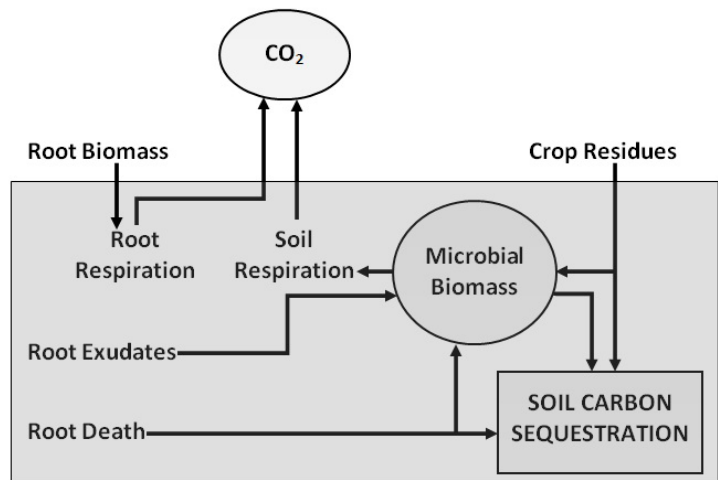 CO₂
Root Biomass
Crop Residues
Root
Respiration
Soil
Respiration
Microbial
Biomass
Root Exudates
Root Death
SOIL CARBON
SEQUESTRATION